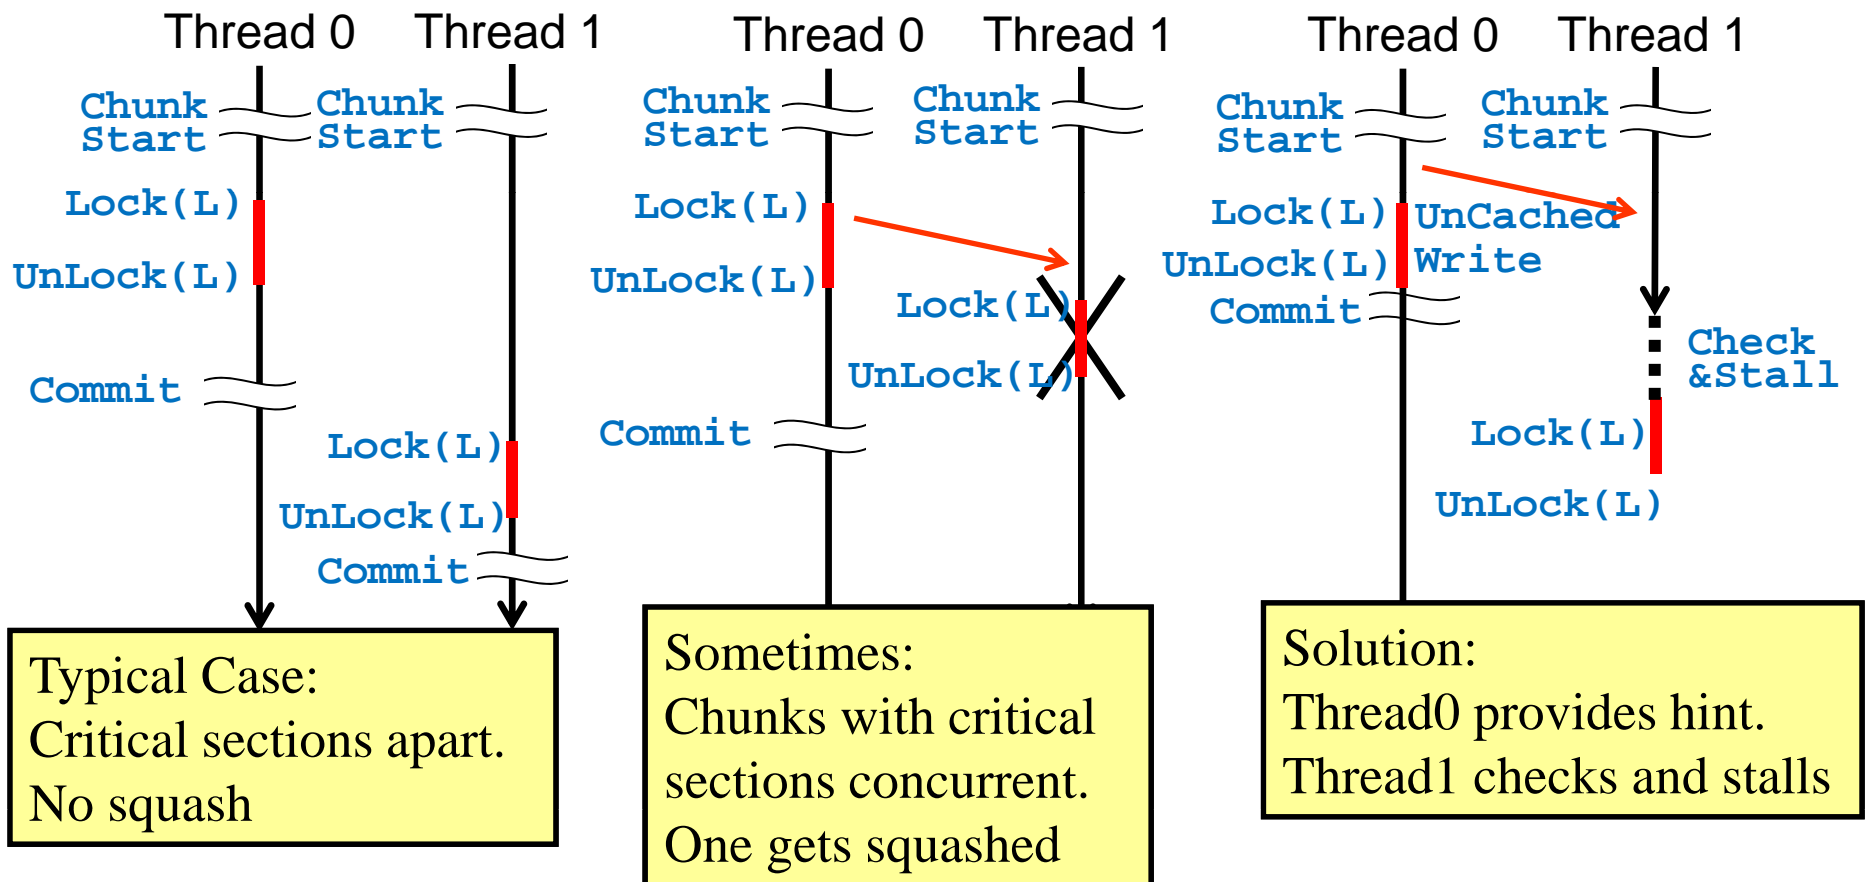 Thread 0
Thread 1
Chunk
Start
Chunk
Start
Lock(L)
UnLock(L)
Commit
Lock(L)
UnLock(L)
Commit
Typical Case:
Critical sections apart.
No squash
Thread 0
Thread 1
Chunk
Start
Chunk
Start
Lock(L)
UnLock(L)
Lock(L)
UnLock(L)
Commit
Sometimes:
Chunks with critical
sections concurrent.
One gets squashed
Thread 0
Thread 1
Chunk
Start
Chunk
Start
Lock(L)
UnCached
UnLock(L)
Write
Commit
Check
&Stall
Lock(L)
UnLock(L)
Solution:
Thread0 provides hint.
Thread1 checks and stalls